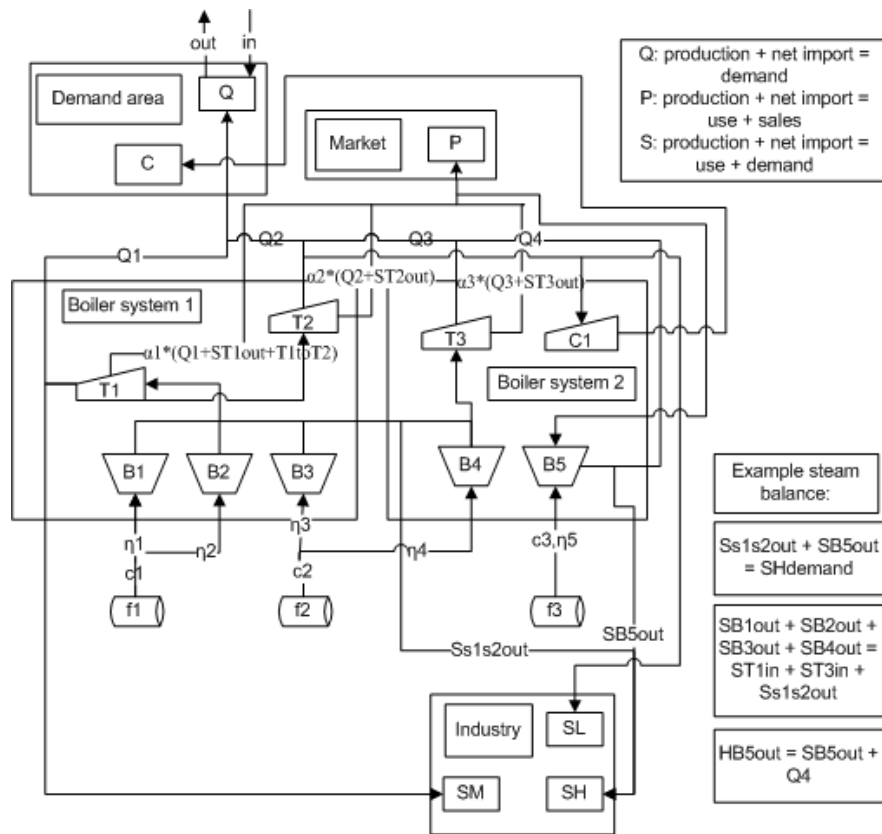 out
in
Demand area
Q
C
Market
P
Q: production + net import =
demand
P: production + net import =
use + sales
S: production + net import =
use + demand
Q1
Q2
Q3
Q4
Boiler system 1
α2*(Q2+ST2out)
α3*(Q3+ST3out)
T2
T3
C1
α1*(Q1+ST1out+T1toT2)
T1
Boiler system 2
B1
B2
B3
B4
B5
Example steam
balance:
η1
η2
η3
η4
c3,η5
c1
c2
f1
f2
f3
Ss1s2out + SB5out
= SHdemand
Ss1s2out
SB5out
SB1out + SB2out +
SB3out + SB4out =
ST1in + ST3in +
Ss1s2out
Industry
SL
SM
SH
HB5out = SB5out +
Q4